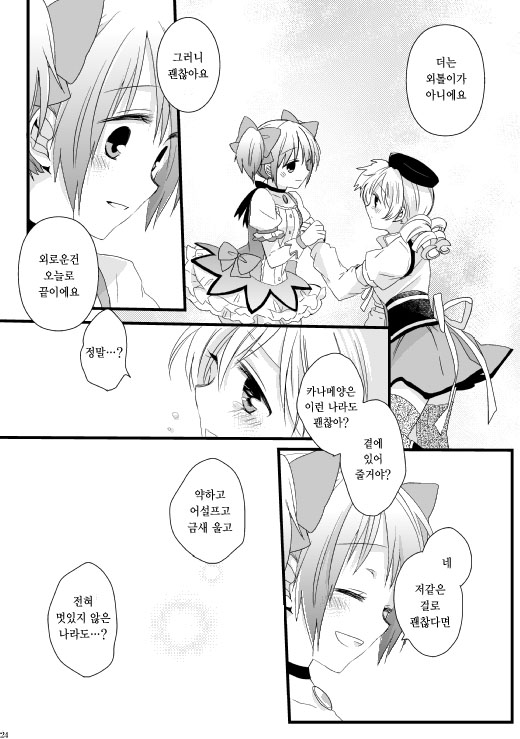 더는
외톨이가
아니에요
그러니
괜찮아요
외로운건
오늘로
끝이에요
정말…?
카나메양은
이런 나라도
괜찮아?
곁에
있어
줄거야?
약하고
어설프고
금새 울고
전혀
멋있지 않은
나라도…?
네
저같은
걸로
괜찮다면
24